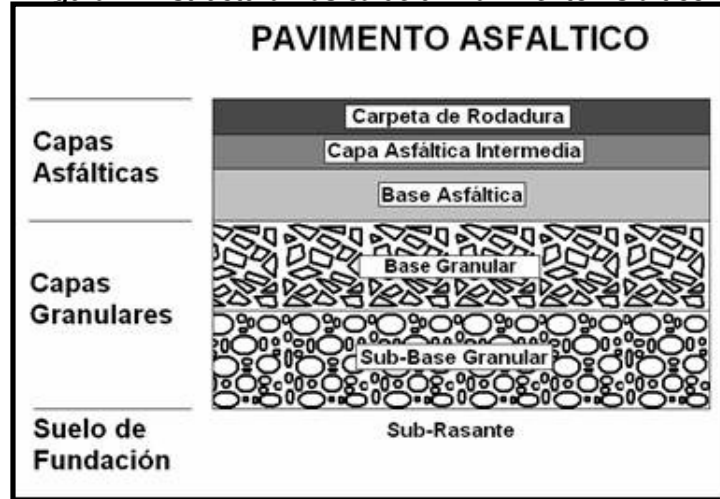 PAVIMENTO ASFALTICO
Capas
Asfálticas
Carpeta de Rodadura
Capa Asfáltica Intermedia
Base Asfáltica
Capas
Granulares
Base Granular
Sub-Base Granular
Suelo de
Fundación
Sub-Rasante